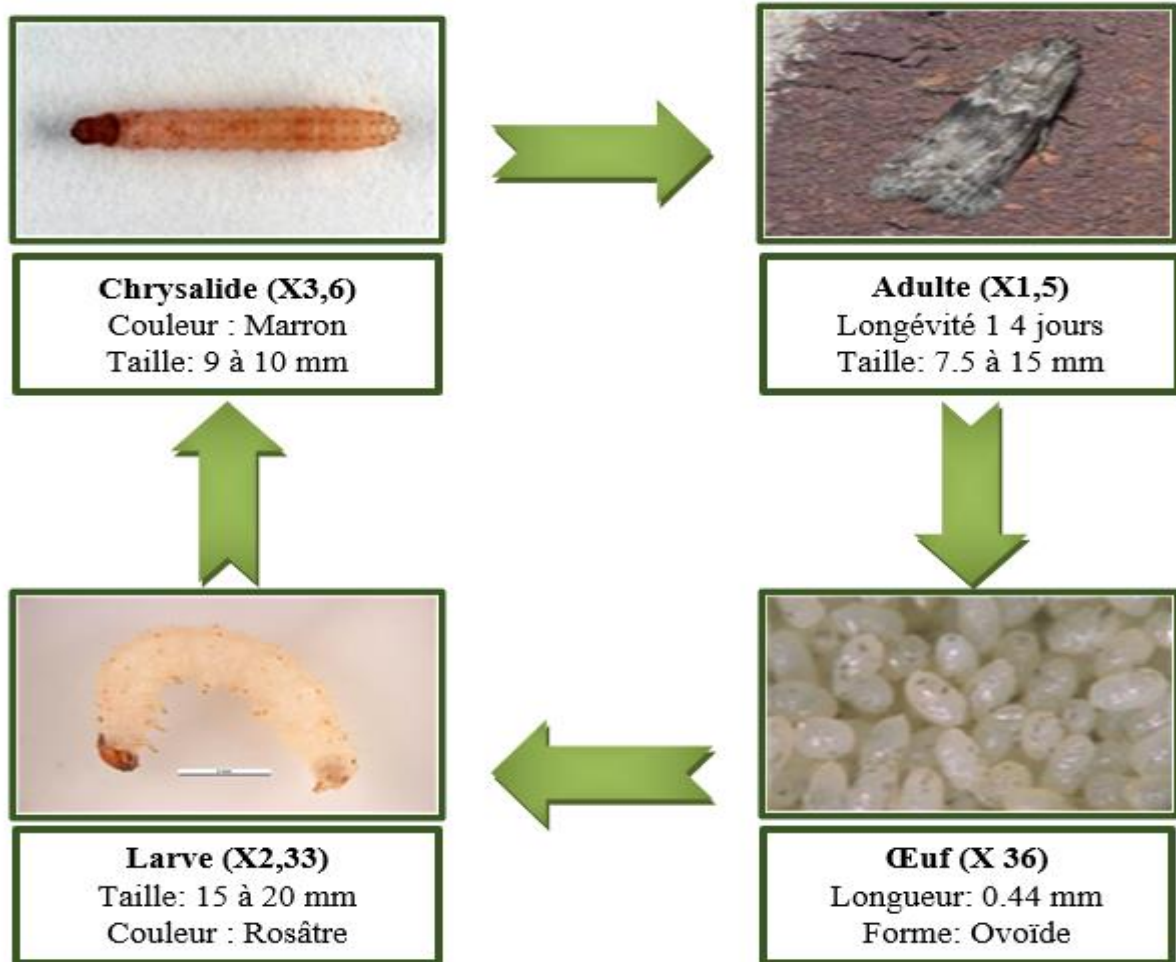 Chrysalide (X3,6)
Couleur : Marron
Taille: 9 à 10 mm
Adulte (X1,5)
Longévité 1 4 jours
Taille: 7.5 à 15 mm
Larve (X2,33)
Taille: 15 à 20 mm
Couleur : Rosâtre
Œuf (X 36)
Longueur: 0.44 mm
Forme: Ovoïde